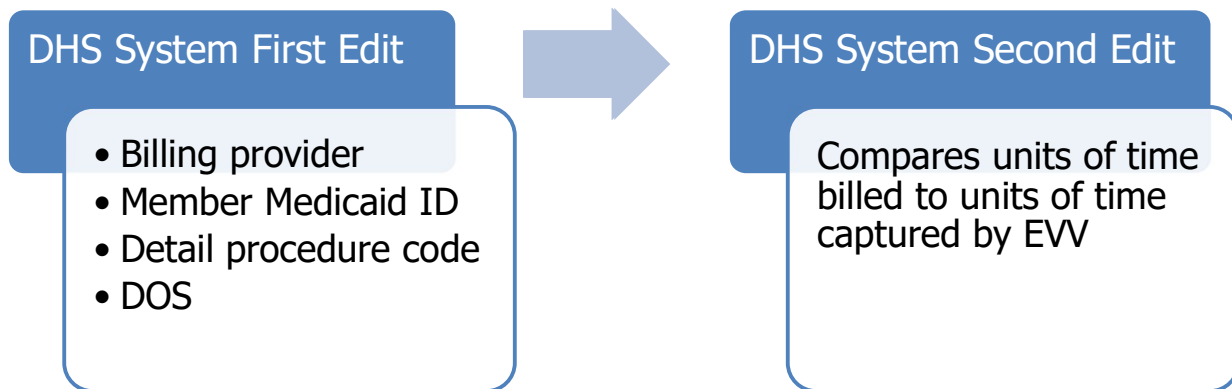 DHS System First Edit
• Billing provider
• Member Medicaid ID
• Detail procedure code
• DOS
DHS System Second Edit
Compares units of time
billed to units of time
captured by EVV